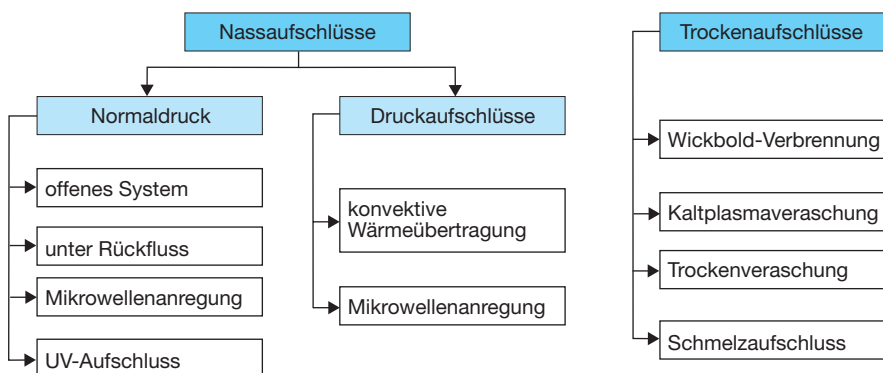 Nassaufschlüsse
Normaldruck
offenes System
unter Rückfluss
Mikrowellenanregung
UV-Aufschluss
Druckaufschlüsse
konvektive
Wärmeübertragung
Mikrowellenanregung
Trockenaufschlüsse
Wickbold-Verbrennung
Kaltplasmaveraschung
Trockenveraschung
Schmelzaufschluss